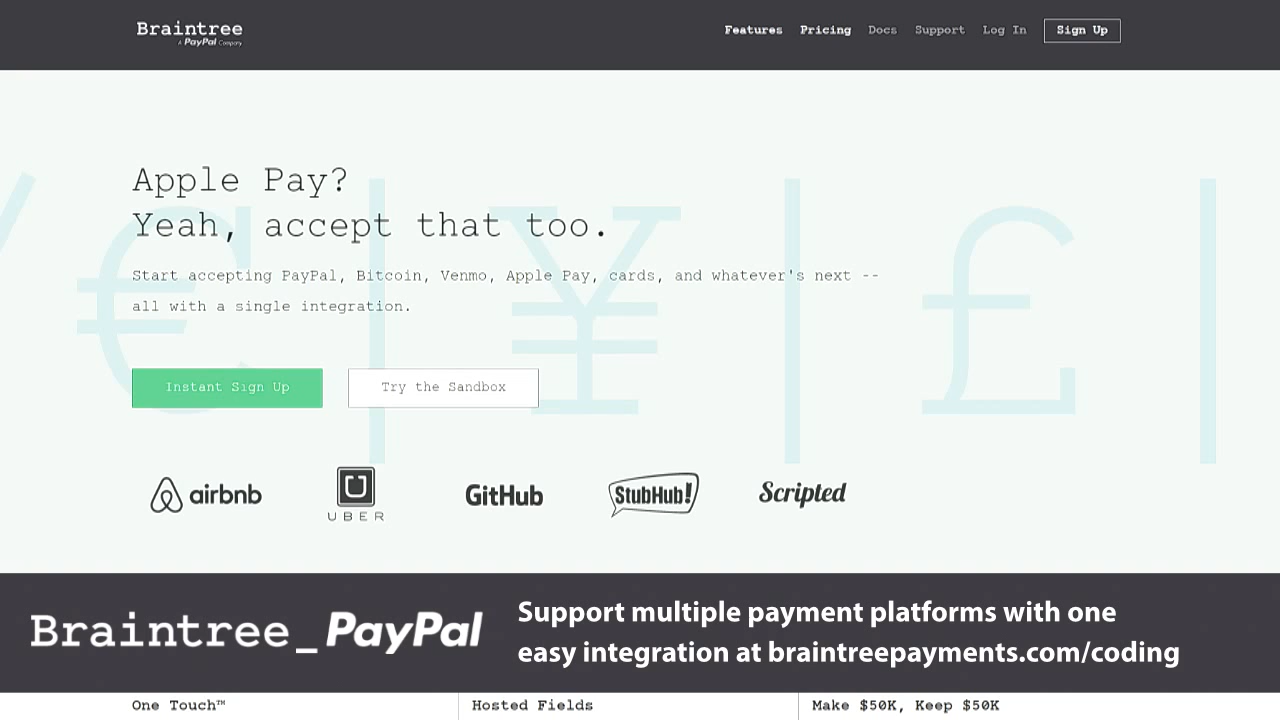 Braintree
A PayPal Company
Features Pricing Docs Support Log In Sign Up
Apple Pay?
Yeah, accept that too.
Start accepting PayPal, Bitcoin, Venmo, Apple Pay, cards, and whatever's next --
all with a single integration.
Instant Sign Up Try the Sandbox
airbnb UBER GitHub StubHub! Scripted
Braintree_PayPal
Support multiple payment platforms with one
easy integration at braintreepayments.com/coding
One Touch™ Hosted Fields Make $50K, Keep $50K